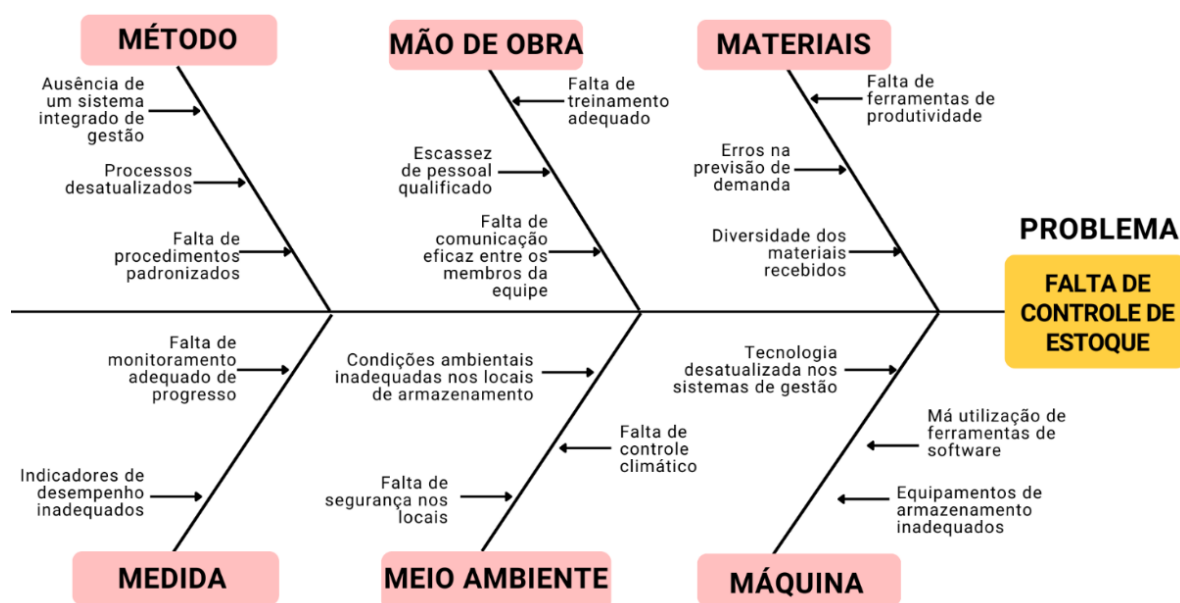 MÉTODO
Ausência de
um sistema
integrado de
gestão
Processos
desatualizados
Falta de
procedimentos
padronizados
MÃO DE OBRA
Falta de
treinamento
adequado
Escassez
de pessoal
qualificado
Falta de
comunicação
eficaz entre os
membros da
equipe
MATERIAIS
Falta de
ferramentas de
produtividade
Erros na
previsão de
demanda
Diversidade dos
materiais
recebidos
PROBLEMA
FALTA DE
CONTROLE DE
ESTOQUE
Falta de
monitoramento
adequado de
progresso
Indicadores de
desempenho
inadequados
MEDIDA
Condições ambientais
inadequadas nos locais
de armazenamento
Falta de
controle
climático
Falta de
segurança nos
locais
MEIO AMBIENTE
Tecnologia
desatualizada nos
sistemas de gestão
Má utilização de
ferramentas de
software
Equipamentos de
armazenamento
inadequados
MÁQUINA